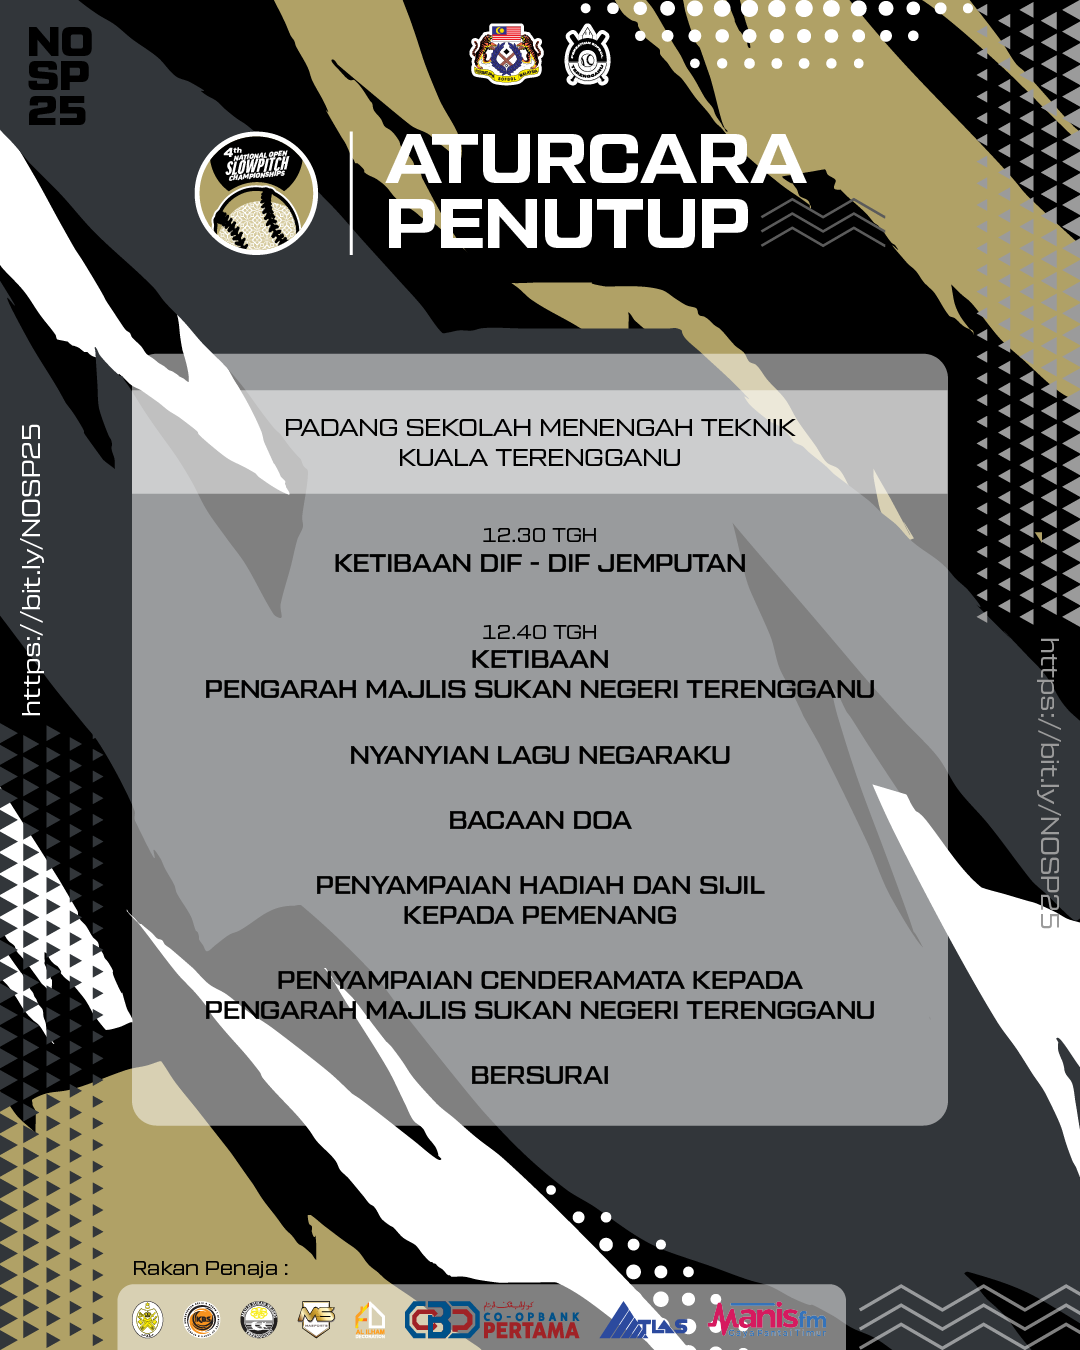 NO
SP
25
4th
NATIONAL OPEN
SLOWPITCH
CHAMPIONSHIPS
ATURCARA
PENUTUP
https://bit.ly/NOSP25
PADANG SEKOLAH MENENGAH TEKNIK
KUALA TERENGGANU
12.30 TGH
KETIBAAN DIF - DIF JEMPUTAN
12.40 TGH
KETIBAAN
PENGARAH MAJLIS SUKAN NEGERI TERENGGANU
NYANYIAN LAGU NEGARAKU
BACAAN DOA
PENYAMPAIAN HADIAH DAN SIJIL
KEPADA PEMENANG
PENYAMPAIAN CENDERAMATA KEPADA
PENGARAH MAJLIS SUKAN NEGERI TERENGGANU
BERSURAI
https://bit.ly/NOSP25
Rakan Penaja :
KBS
MS
CBP
CO-OPBANK
PERTAMA
ATLAS
Manis fm